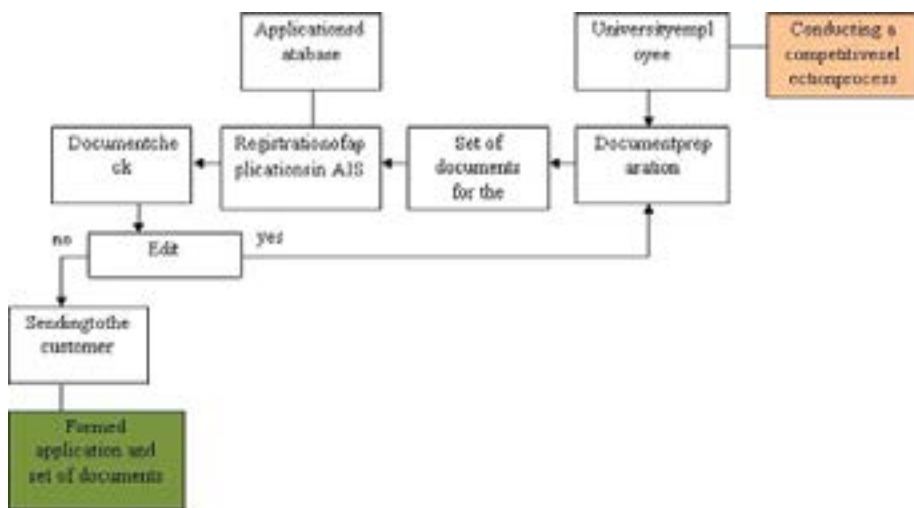 Applicationsd
atabase
Universityempl
oyee
Conducting a
competitivesel
ectionprocess
Documentche
ck
Registrationofap
plicationsin AIS
Set of
documents
for the
Documentprep
aration
no
Edit
yes
Sendingtothe
customer
Formed
application and
set of documents